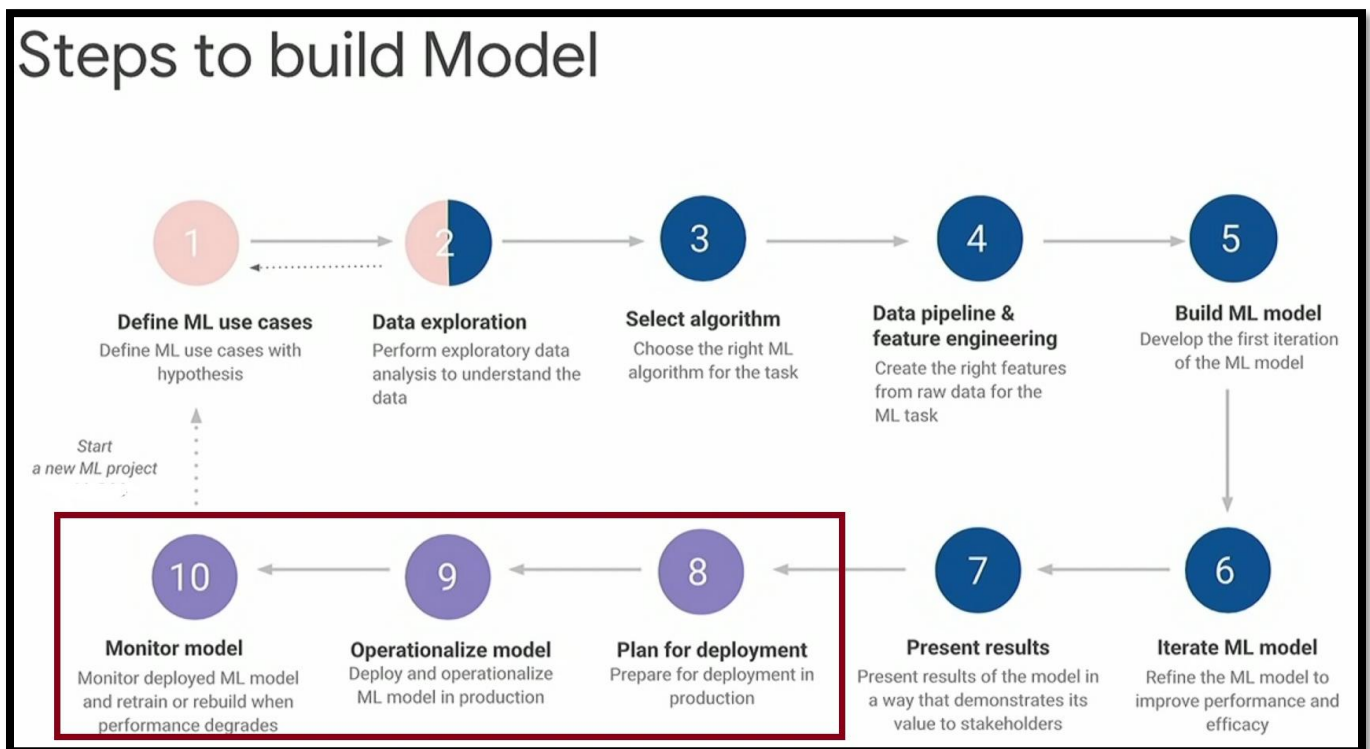 Steps to build Model
1
2
3
4
5
Define ML use cases
Define ML use cases with
hypothesis
Data exploration
Perform exploratory data
analysis to understand the
data
Select algorithm
Choose the right ML
algorithm for the task
Data pipeline &
feature engineering
Create the right features
from raw data for the
ML task
Build ML model
Develop the first iteration
of the ML model
Start
a new ML project
10
9
8
7
6
Monitor model
Monitor deployed ML model
and retrain or rebuild when
performance degrades
Operationalize model
Deploy and operationalize
ML model in production
Plan for deployment
Prepare for deployment in
production
Present results
Present results of the model in
a way that demonstrates its
value to stakeholders
Iterate ML model
Refine the ML model to
improve performance and
efficacy